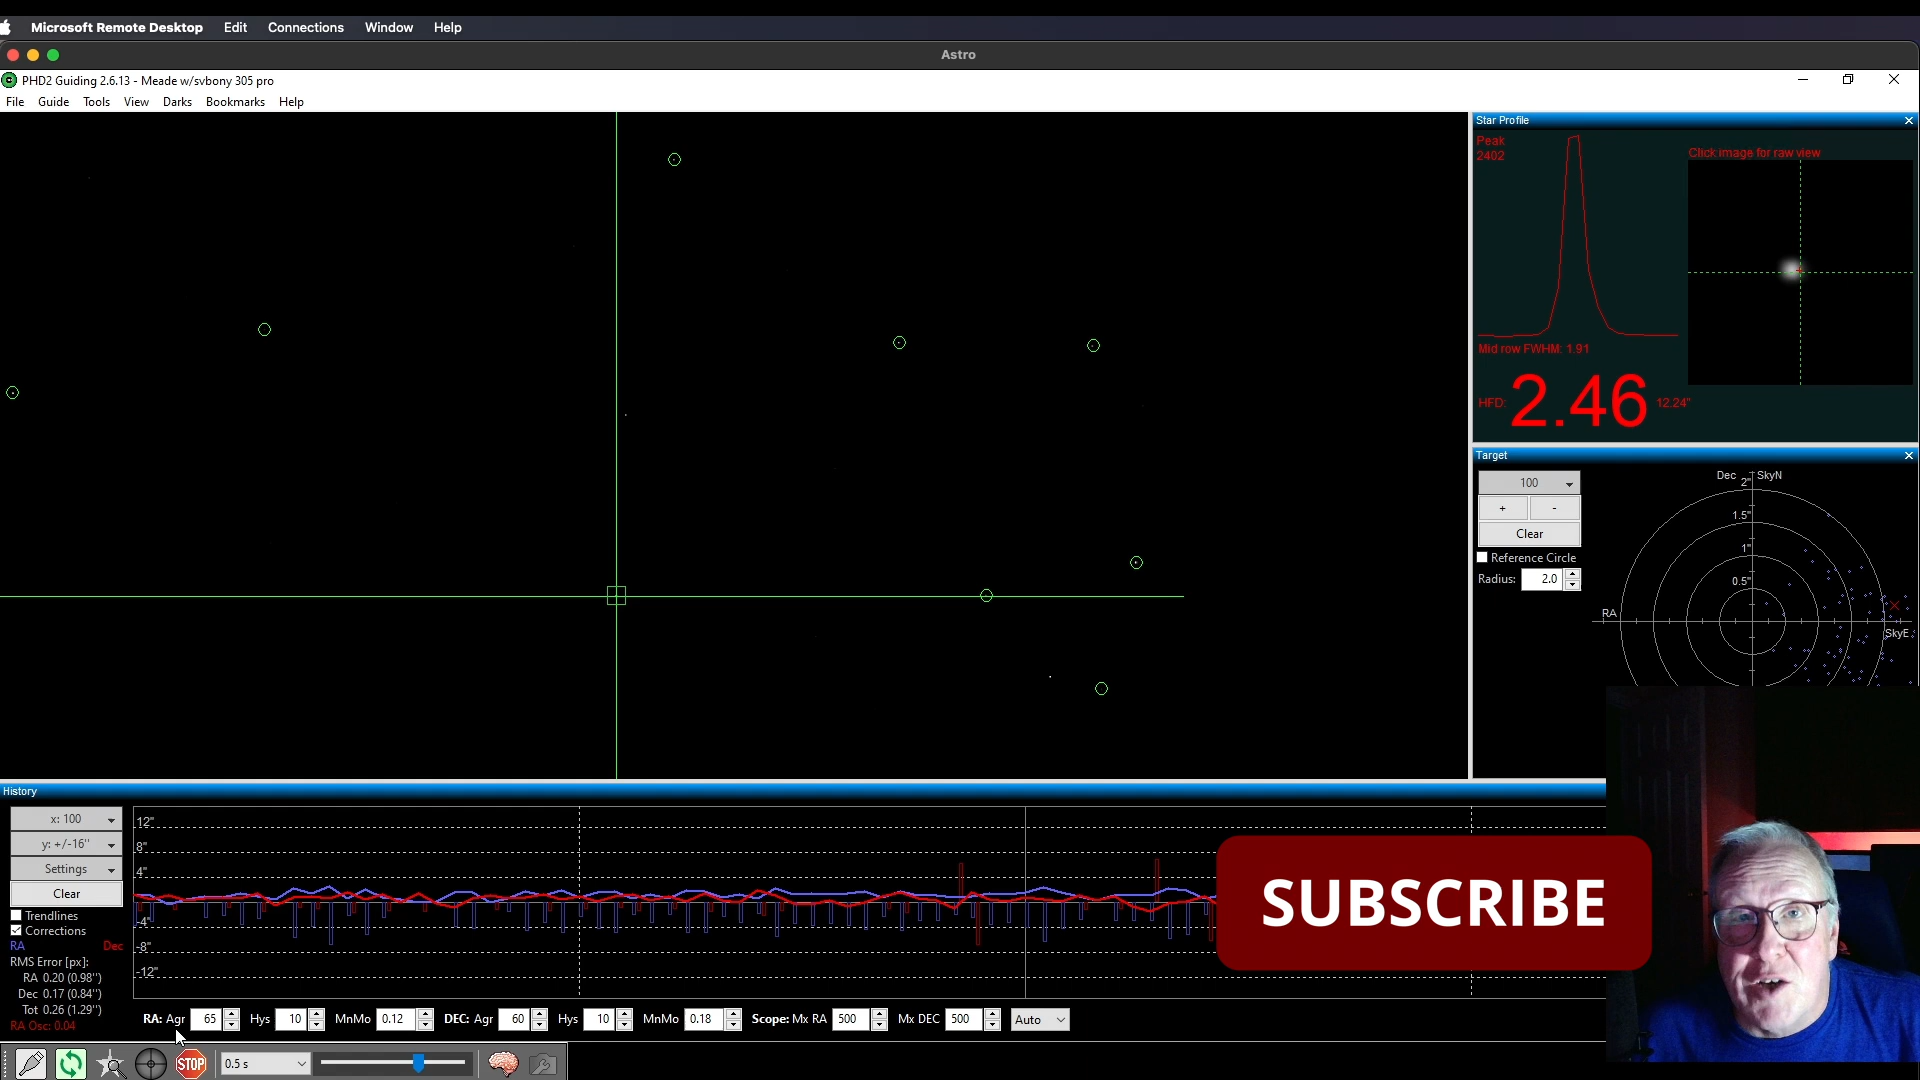 Microsoft Remote Desktop Edit Connections Window Help
Astro
PHD2 Guiding 2.6.13 - Meade w/svbony 305 pro
File Guide Tools View Darks Bookmarks Help
Star Profile
Peak
2402
Click image for raw view
Mid row FWHM: 1.91
HFD: 2.46 12.24"
Target
100
+ -
Clear
Reference Circle
Radius: 2.0
Dec SkyN
2"
1.5"
1"
0.5"
RA
SkyE
History
x: 100
y: +/-16''
Settings
Clear
Trendlines
Corrections
RA Dec
RMS Error [px]:
RA 0.20 (0.98'')
Dec 0.17 (0.84'')
Tot 0.26 (1.29'')
RA Osc: 0.04
12"
8"
4"
-4"
-8"
-12"
SUBSCRIBE
RA: Agr 65 Hys 10 MnMo 0.12 DEC: Agr 60 Hys 10 MnMo 0.18 Scope: Mx RA 500 Mx DEC 500 Auto
STOP 0.5 s